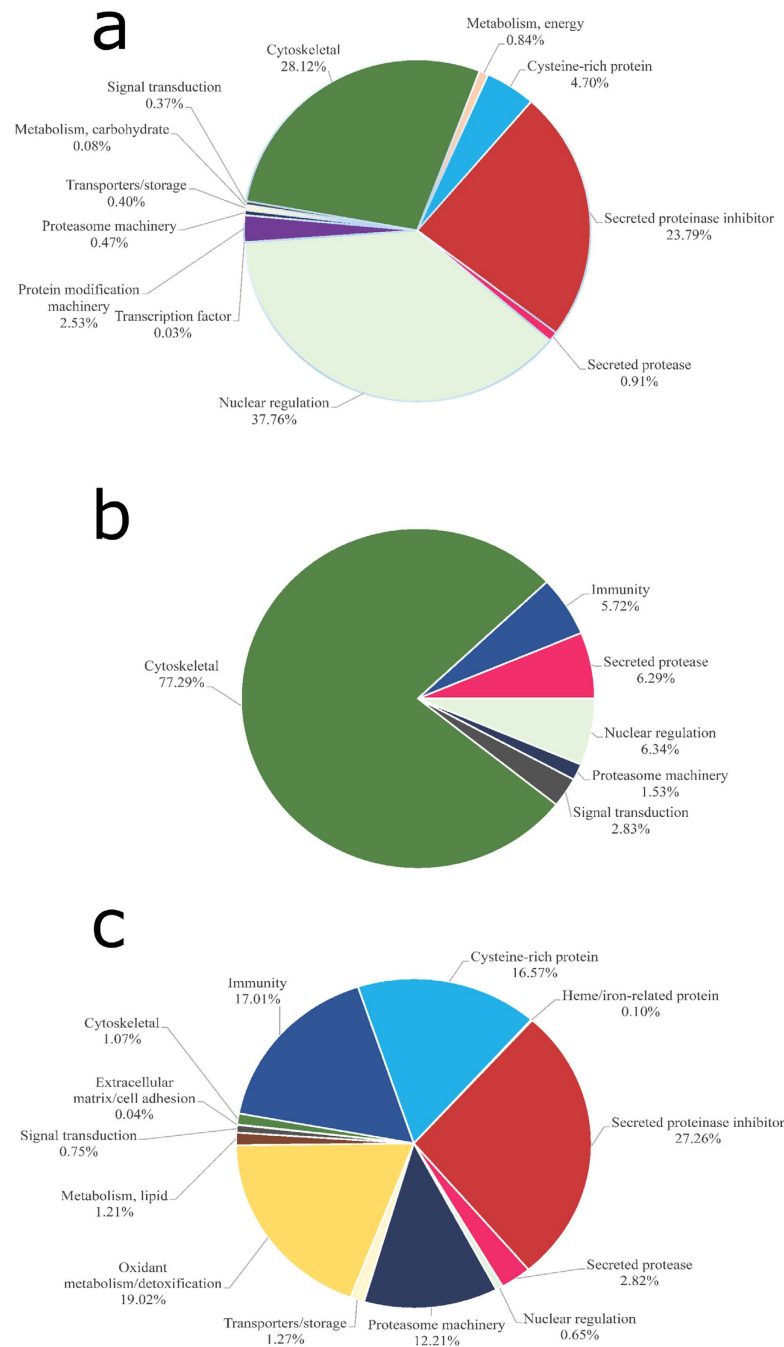 a
Metabolism, energy
0.84%
Cytoskeletal
28.12%
Cysteine-rich protein
4.70%
Signal transduction
0.37%
Metabolism, carbohydrate
0.08%
Transporters/storage
0.40%
Proteasome machinery
0.47%
Secreted proteinase inhibitor
23.79%
Protein modification
machinery
2.53%
Transcription factor
0.03%
Secreted protease
0.91%
Nuclear regulation
37.76%
b
Immunity
5.72%
Cytoskeletal
77.29%
Secreted protease
6.29%
Nuclear regulation
6.34%
Proteasome machinery
1.53%
Signal transduction
2.83%
c
Cysteine-rich protein
16.57%
Immunity
17.01%
Heme/iron-related protein
0.10%
Cytoskeletal
1.07%
Extracellular
matrix/cell adhesion
0.04%
Signal transduction
0.75%
Secreted proteinase inhibitor
27.26%
Metabolism, lipid
1.21%
Oxidant
metabolism/detoxification
19.02%
Secreted protease
2.82%
Transporters/storage
1.27%
Proteasome machinery
12.21%
Nuclear regulation
0.65%